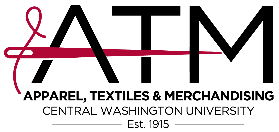 ATM
APPAREL, TEXTILES & MERCHANDISING
CENTRAL WASHINGTON UNIVERSITY
Est. 1915